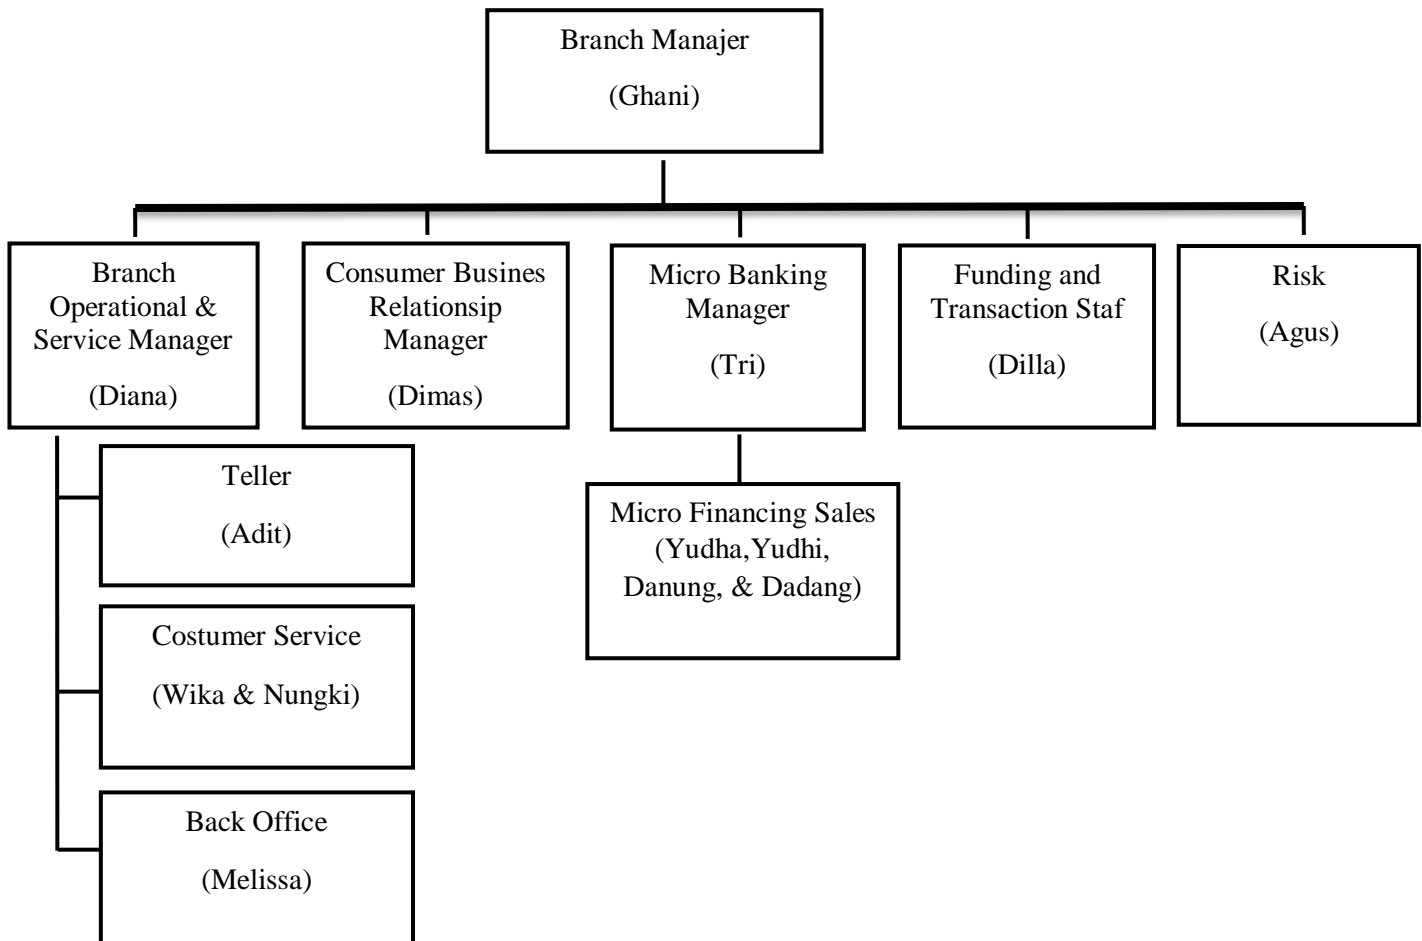 Branch Manajer
(Ghani)
Branch
Operational &
Service Manager
(Diana)
Consumer Busines
Relationsip
Manager
(Dimas)
Micro Banking
Manager
(Tri)
Funding and
Transaction Staf
(Dilla)
Risk
(Agus)
Teller
(Adit)
Micro Financing Sales
(Yudha,Yudhi,
Danung, & Dadang)
Costumer Service
(Wika & Nungki)
Back Office
(Melissa)